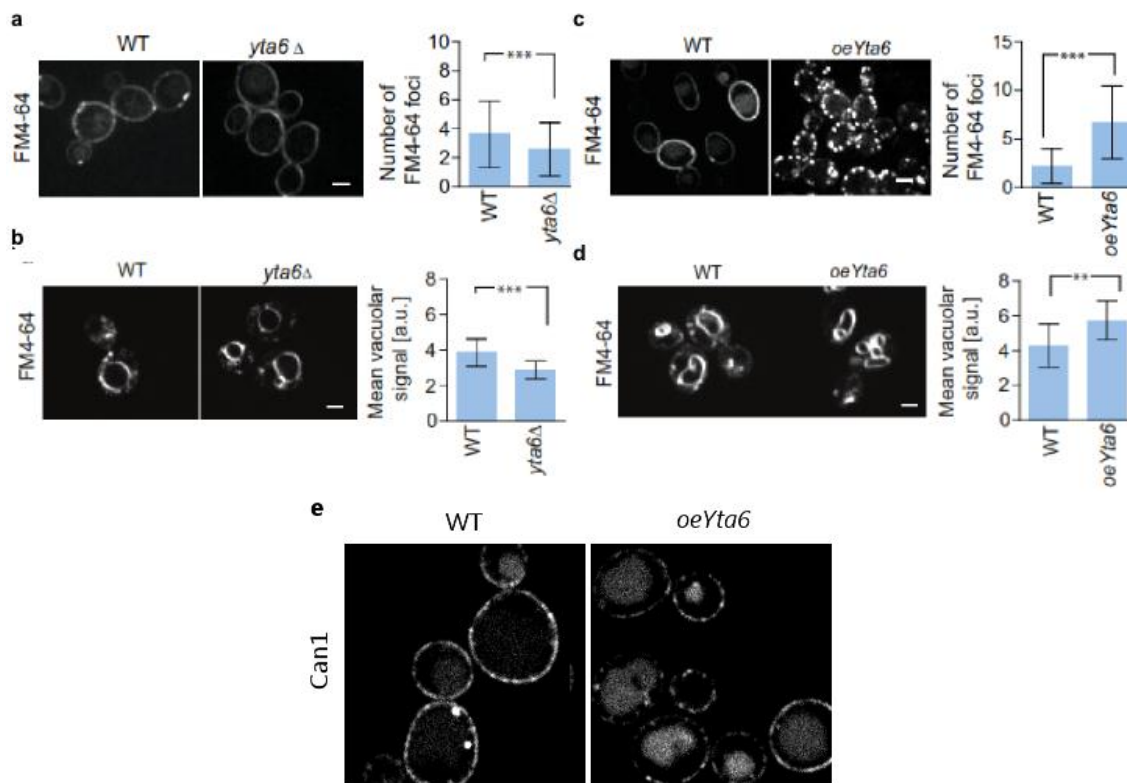 a
WT
yta6 Δ
FM4-64
Number of
FM4-64 foci
10
8
6
4
2
0
***
WT
yta6Δ
c
WT
oeYta6
FM4-64
Number of
FM4-64 foci
15
10
5
0
***
WT
oeYta6
b
WT
yta6Δ
FM4-64
Mean vacuolar
signal [a.u.]
8
6
4
2
0
***
WT
yta6Δ
d
WT
oeYta6
FM4-64
Mean vacuolar
signal [a.u.]
8
6
4
2
0
**
WT
oeYta6
e
WT
oeYta6
Can1